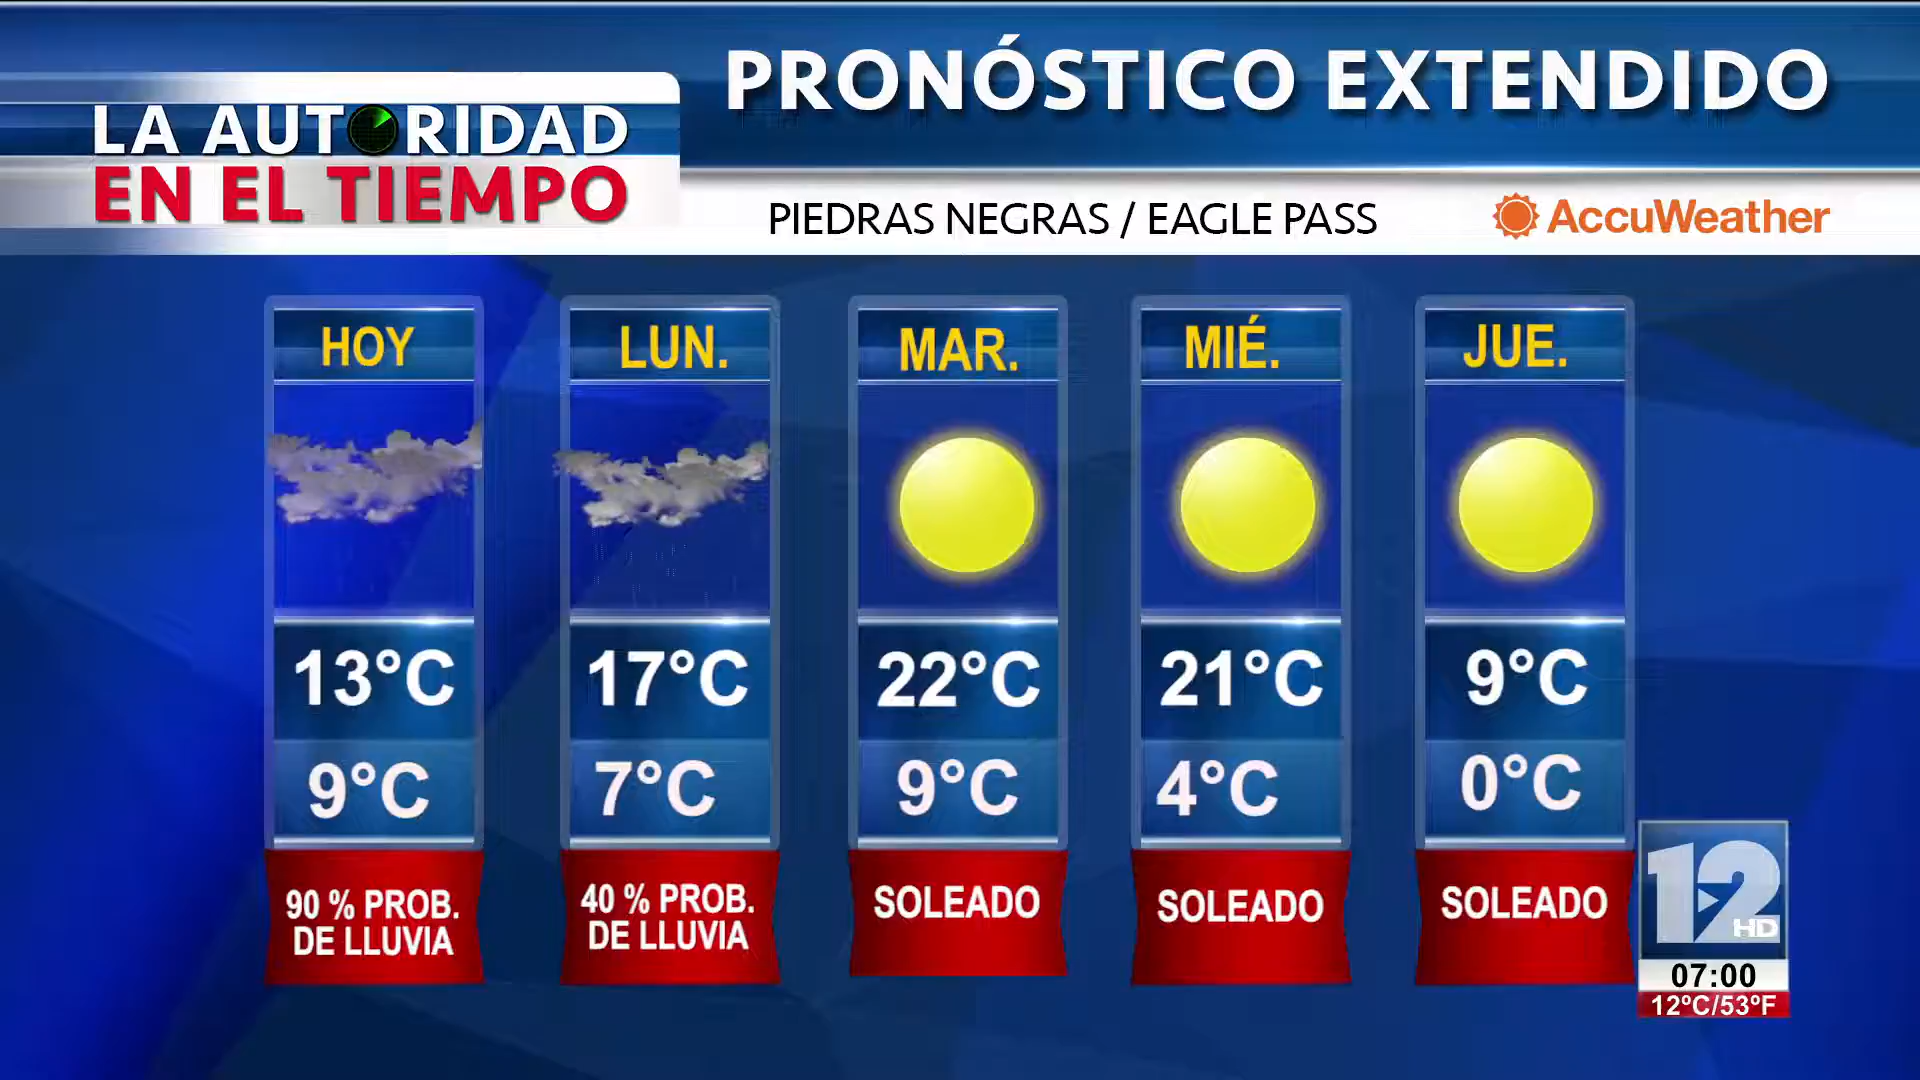 PRONÓSTICO EXTENDIDO
LA AUTORIDAD
EN EL TIEMPO
PIEDRAS NEGRAS / EAGLE PASS
AccuWeather
HOY
13°C
9°C
90 % PROB.
DE LLUVIA
LUN.
17°C
7°C
40 % PROB.
DE LLUVIA
MAR.
22°C
9°C
SOLEADO
MIÉ.
21°C
4°C
SOLEADO
JUE.
9°C
0°C
SOLEADO
12
HD
07:00
12°C/53°F